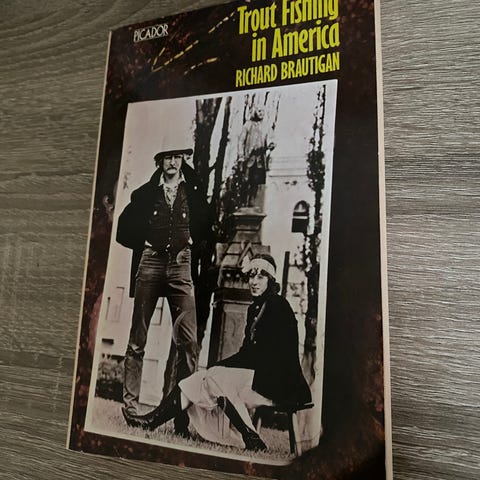 PICADOR
Trout Fishing
in America
RICHARD BRAUTIGAN